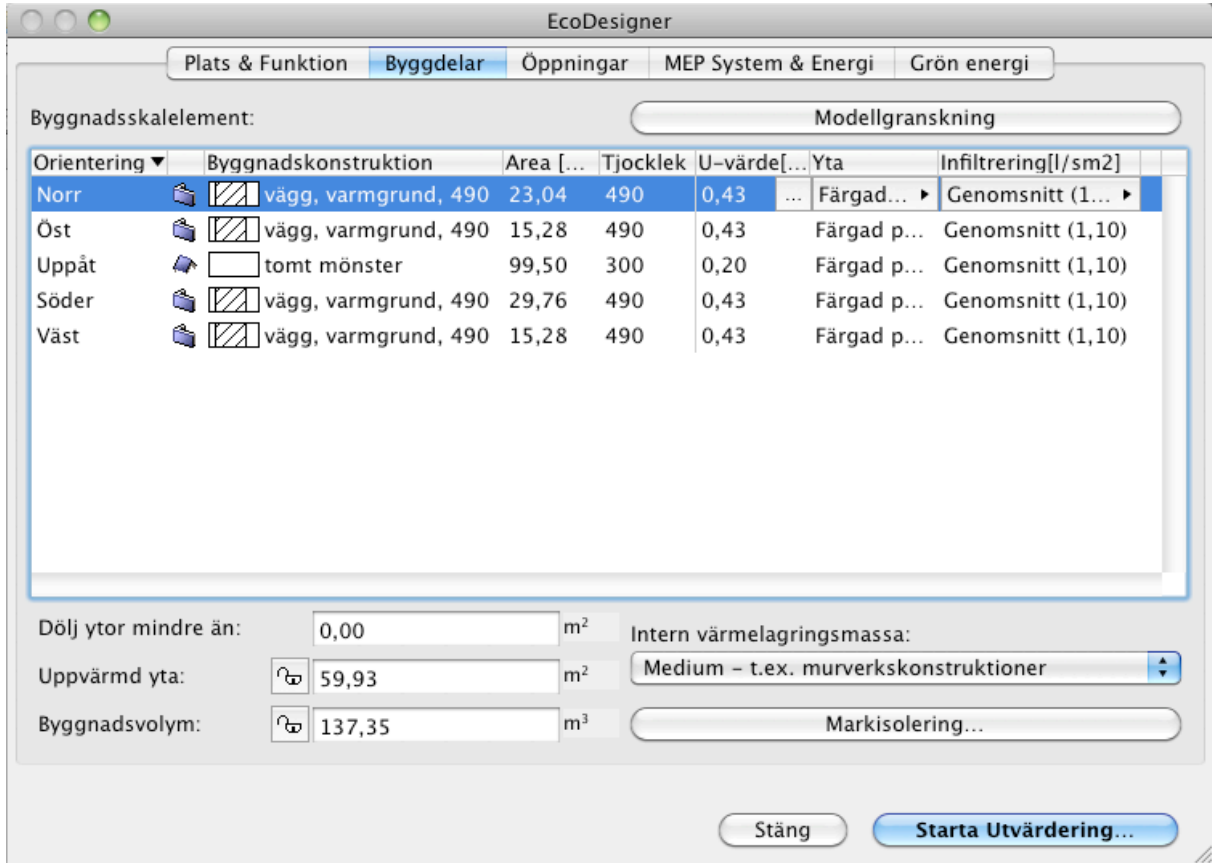 EcoDesigner
Plats & Funktion Byggdelar Öppningar MEP System & Energi Grön energi
Byggnadsskalelement: Modellgranskning
Orientering ▼ Byggnadskonstruktion Area [... Tjocklek U-värde[... Yta Infiltrering[l/sm2]
Norr vägg, varmgrund, 490 23,04 490 0,43 ... Färgad... ▸ Genomsnitt (1... ▸
Öst vägg, varmgrund, 490 15,28 490 0,43 Färgad p... Genomsnitt (1,10)
Uppåt tomt mönster 99,50 300 0,20 Färgad p... Genomsnitt (1,10)
Söder vägg, varmgrund, 490 29,76 490 0,43 Färgad p... Genomsnitt (1,10)
Väst vägg, varmgrund, 490 15,28 490 0,43 Färgad p... Genomsnitt (1,10)
Dölj ytor mindre än: 0,00 m²
Uppvärmd yta: 59,93 m²
Byggnadsvolym: 137,35 m³
Intern värmelagringsmassa:
Medium – t.ex. murverkskonstruktioner
Markisolering...
Stäng Starta Utvärdering...